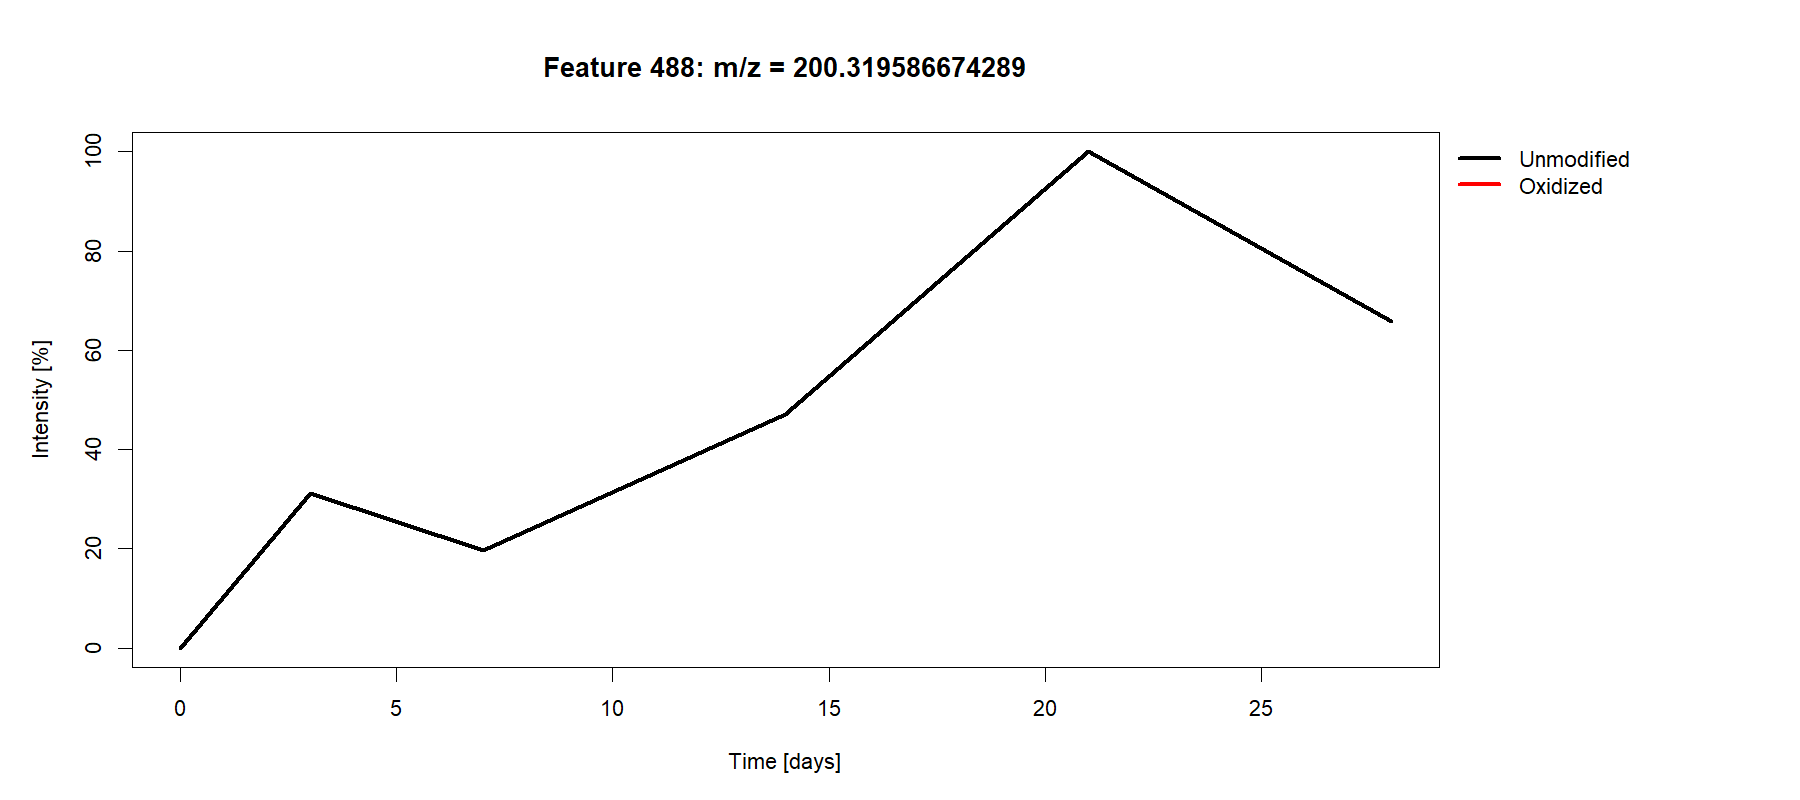 Feature 488: m/z = 200.319586674289
Unmodified
Oxidized
Intensity [%]
100
80
60
40
20
0
0 5 10 15 20 25
Time [days]